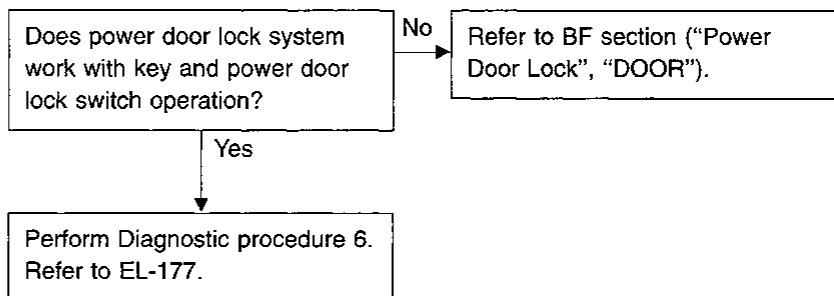 Does power door lock system
work with key and power door
lock switch operation?
No
Refer to BF section (“Power
Door Lock”, “DOOR”).
Yes
Perform Diagnostic procedure 6.
Refer to EL-177.